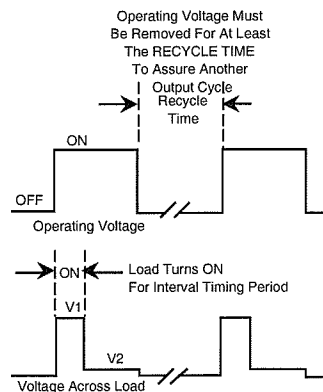 Operating Voltage Must
Be Removed For At Least
The RECYCLE TIME
To Assure Another
Output Cycle
Recycle
Time
ON
OFF
Operating Voltage
ON
Load Turns ON
For Interval Timing Period
V1
V2
Voltage Across Load